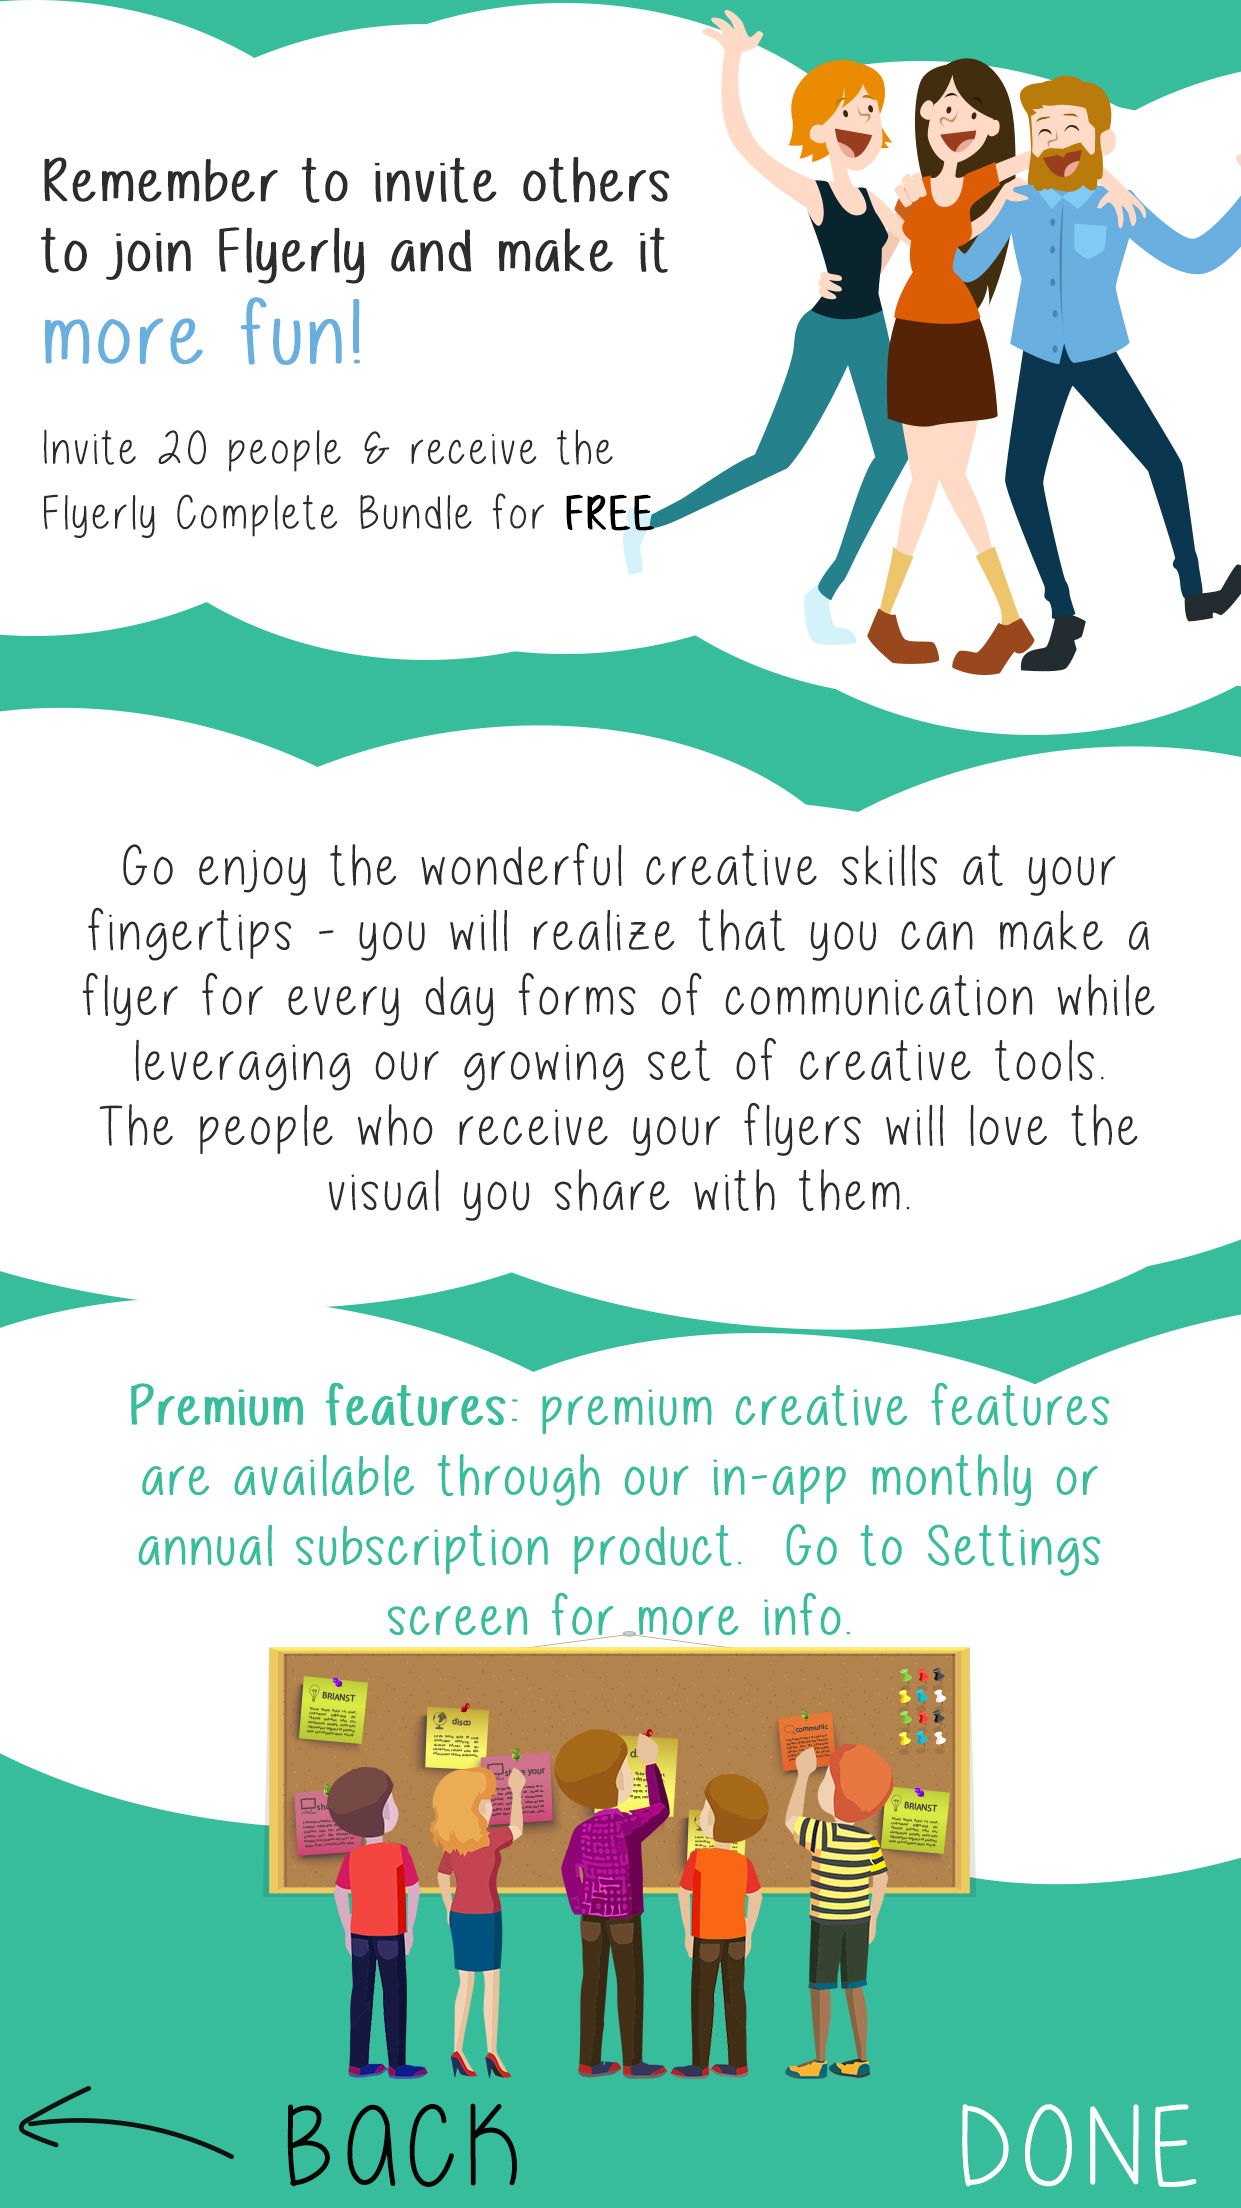 Remember to invite others
to join Flyerly and make it
more fun!
Invite 20 people & receive the
Flyerly Complete Bundle for FREE
Go enjoy the wonderful creative skills at your
fingertips - you will realize that you can make a
flyer for every day forms of communication while
leveraging our growing set of creative tools.
The people who receive your flyers will love the
visual you share with them.
Premium features: premium creative features
are available through our in-app monthly or
annual subscription product. Go to Settings
screen for more info.
BRIANST
disco
communic
BRIANST
BACK
DONE